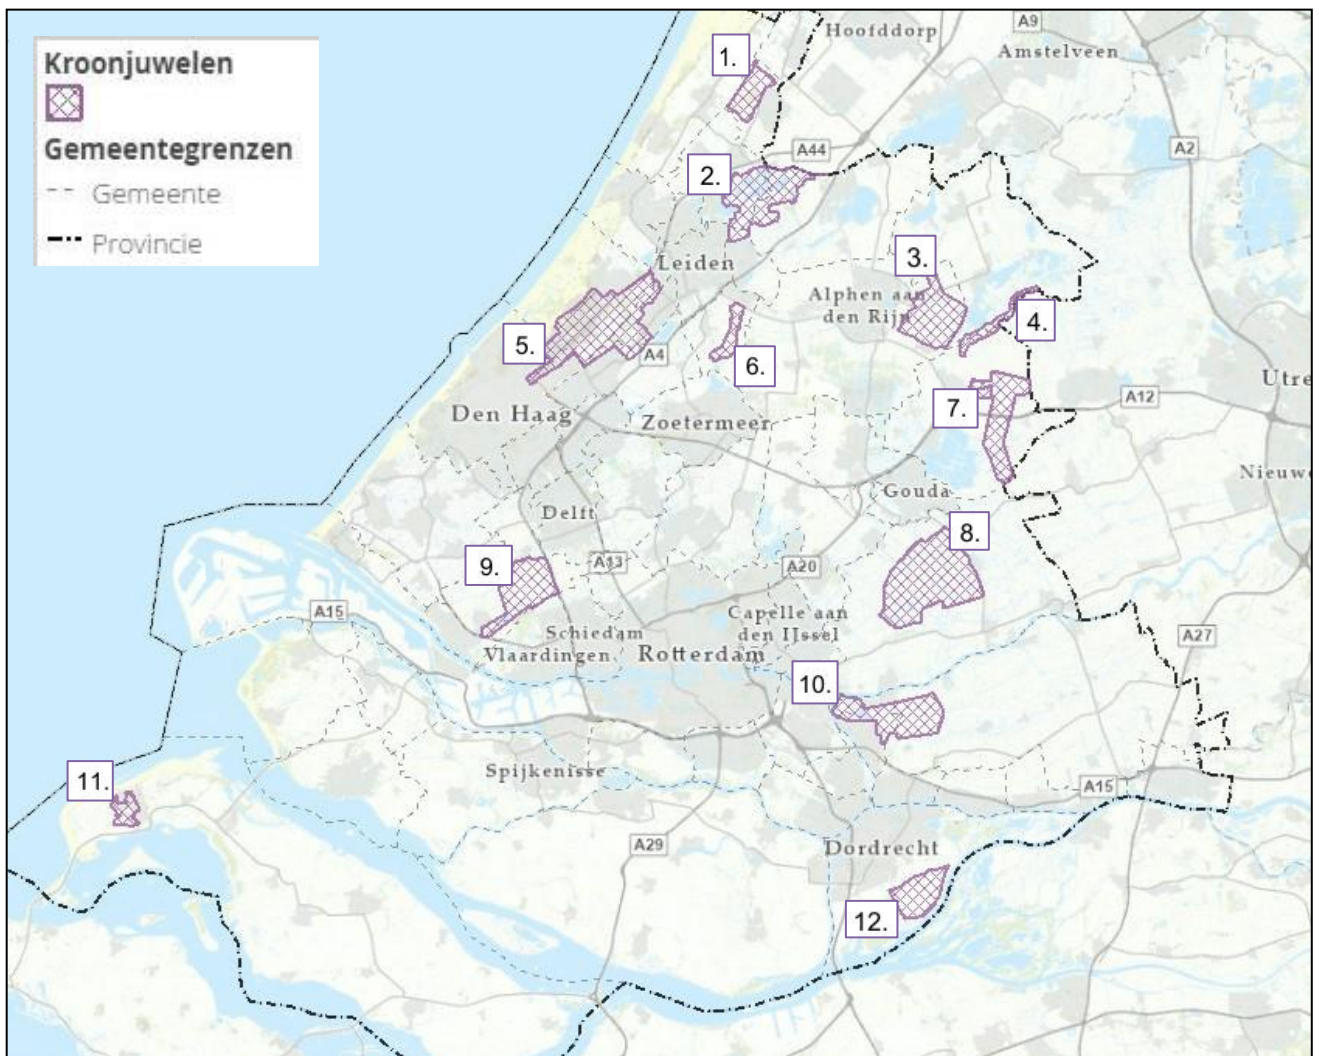 Kroonjuwelen
Gemeentegrenzen
Gemeente
Provincie
Hoofddorp
A9
Amstelveen
1.
A2
A44
2.
Leiden
3.
Alphen aan
den Rijn
4.
5.
A4
6.
Utre
A12
7.
Den Haag
Zoetermeer
Nieuwe
Gouda
Delft
8.
9.
A13
A20
A15
Capelle aan
den IJssel
Schiedam
Vlaardingen
Rotterdam
A27
10.
Spijkenisse
11.
A15
A29
Dordrecht
12.